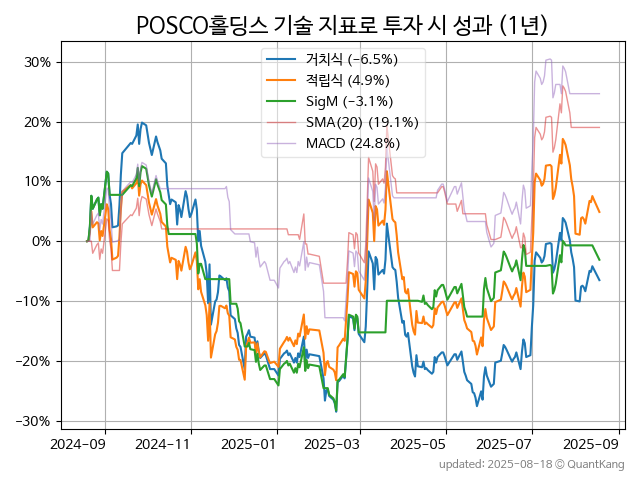 POSCO홀딩스 기술 지표로 투자 시 성과 (1년)
거치식 (−6.5%)
적립식 (4.9%)
SigM (−3.1%)
SMA(20) (19.1%)
MACD (24.8%)
30%
20%
10%
0%
−10%
−20%
−30%
2024-09 2024-11 2025-01 2025-03 2025-05 2025-07 2025-09
updated: 2025-08-18 © QuantKang